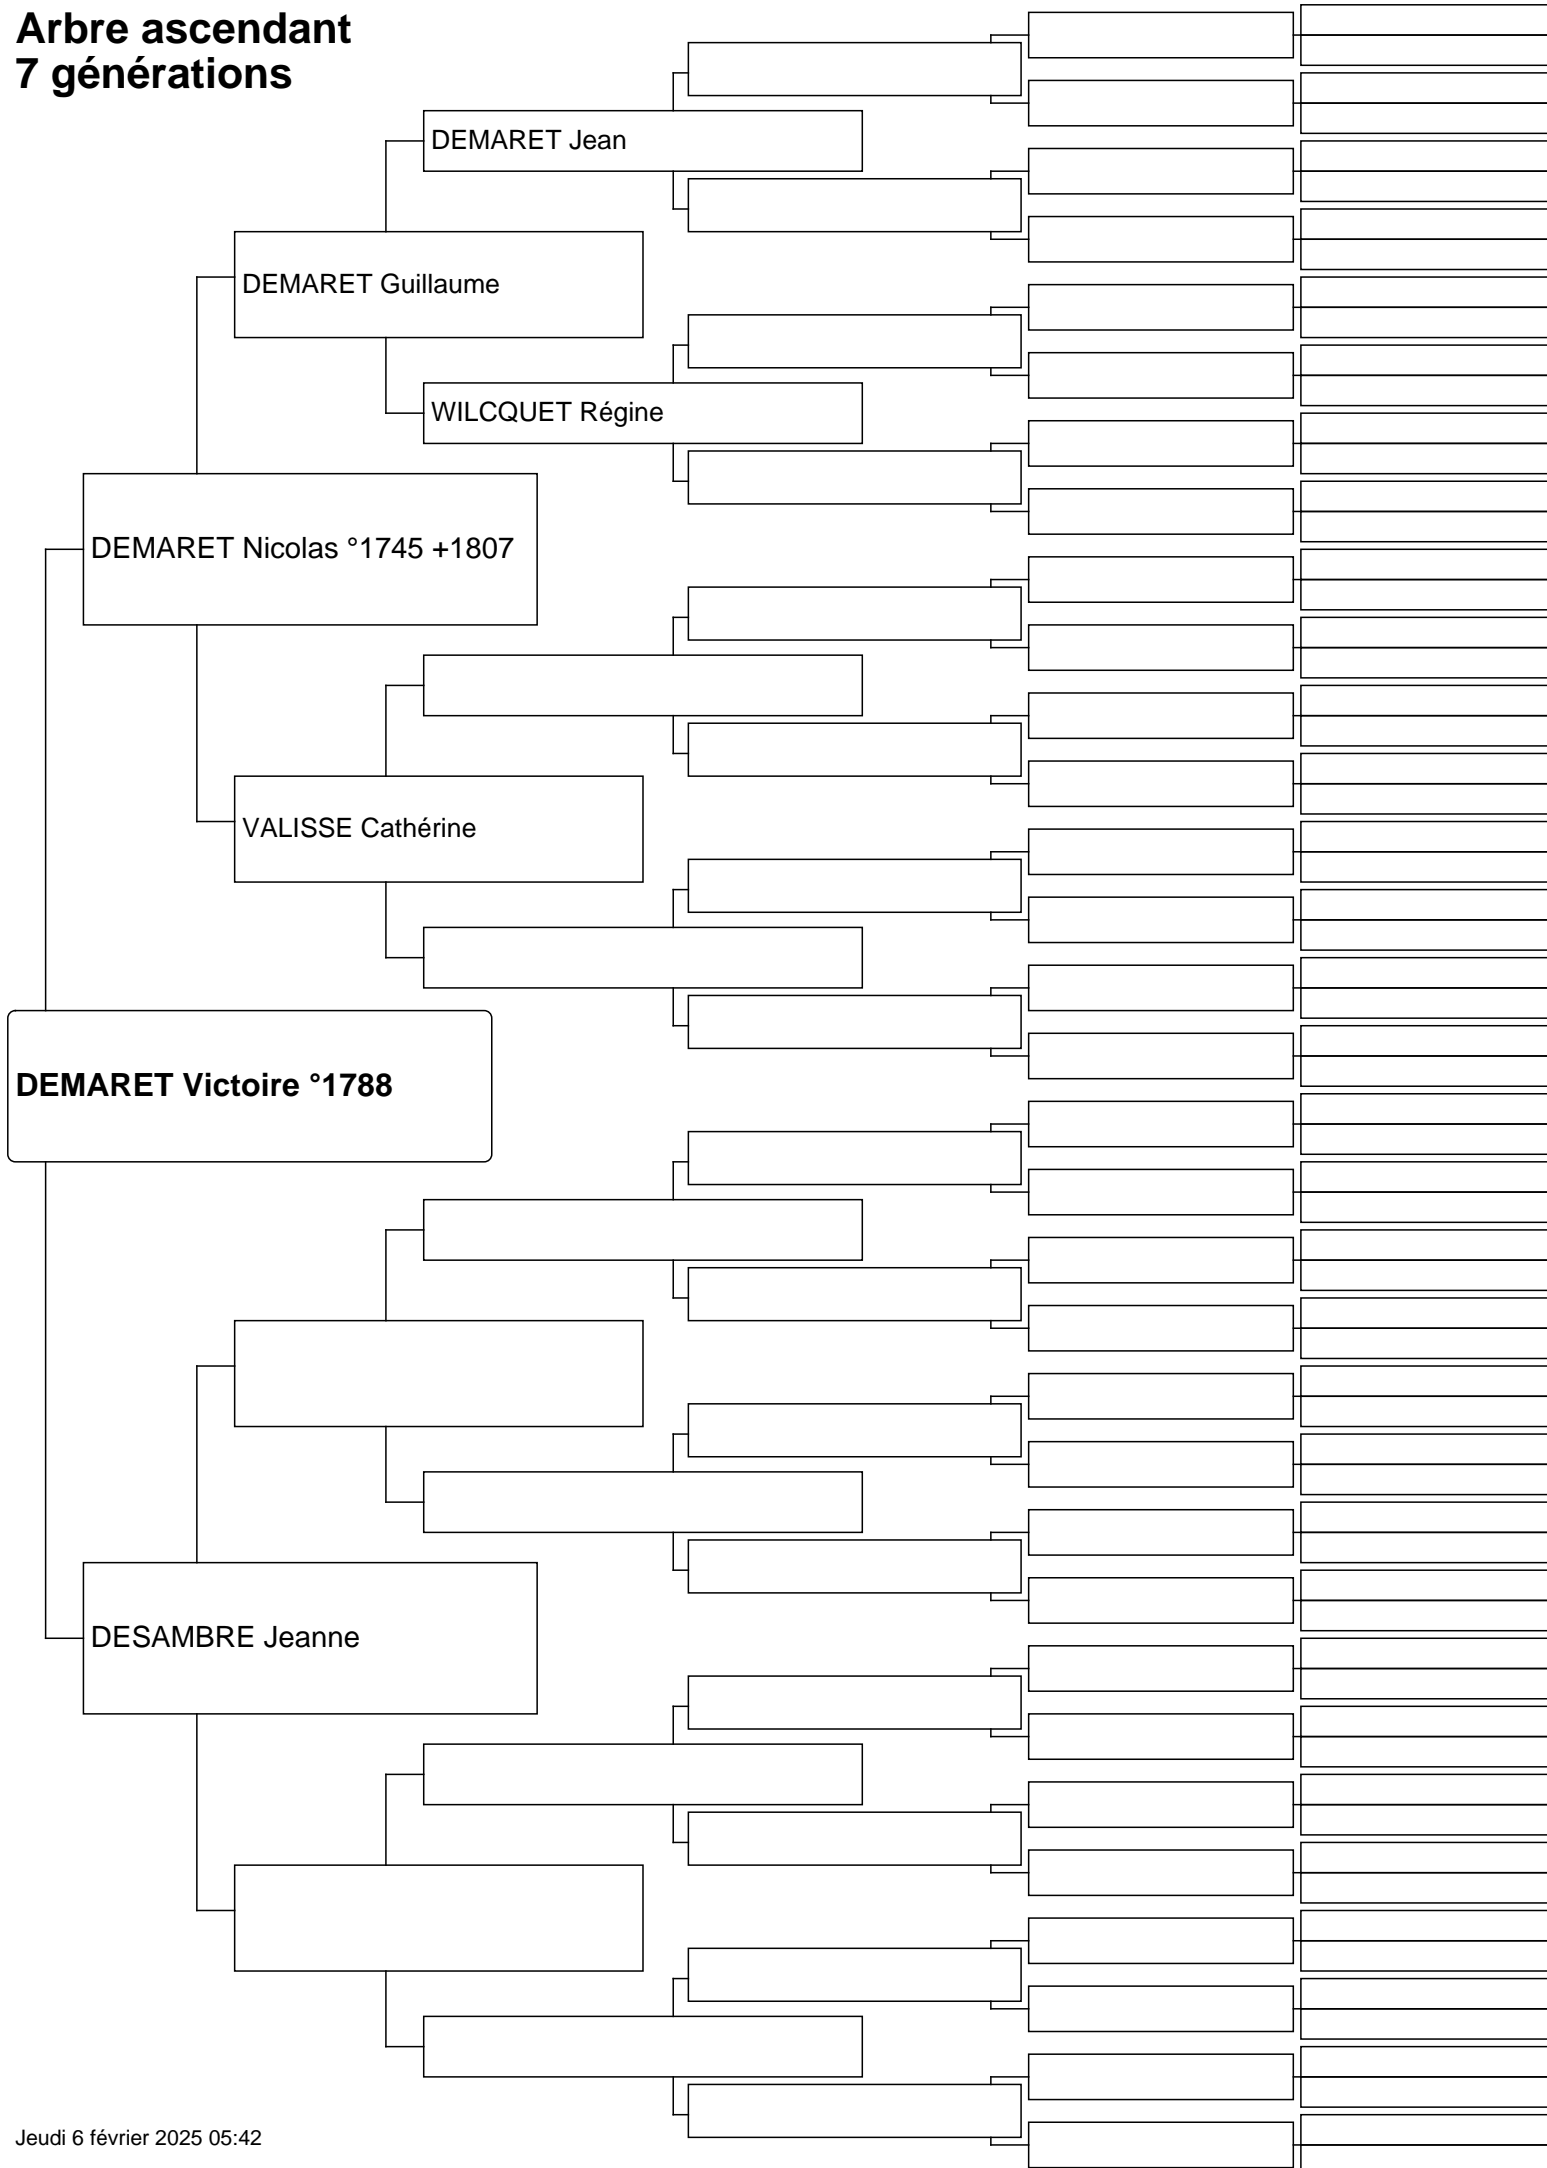 Arbre ascendant
7 générations
DEMARET Jean
DEMARET Guillaume
WILCQUET Régine
DEMARET Nicolas °1745 +1807
VALISSE Cathérine
DEMARET Victoire °1788
DESAMBRE Jeanne
Jeudi 6 février 2025 05:42